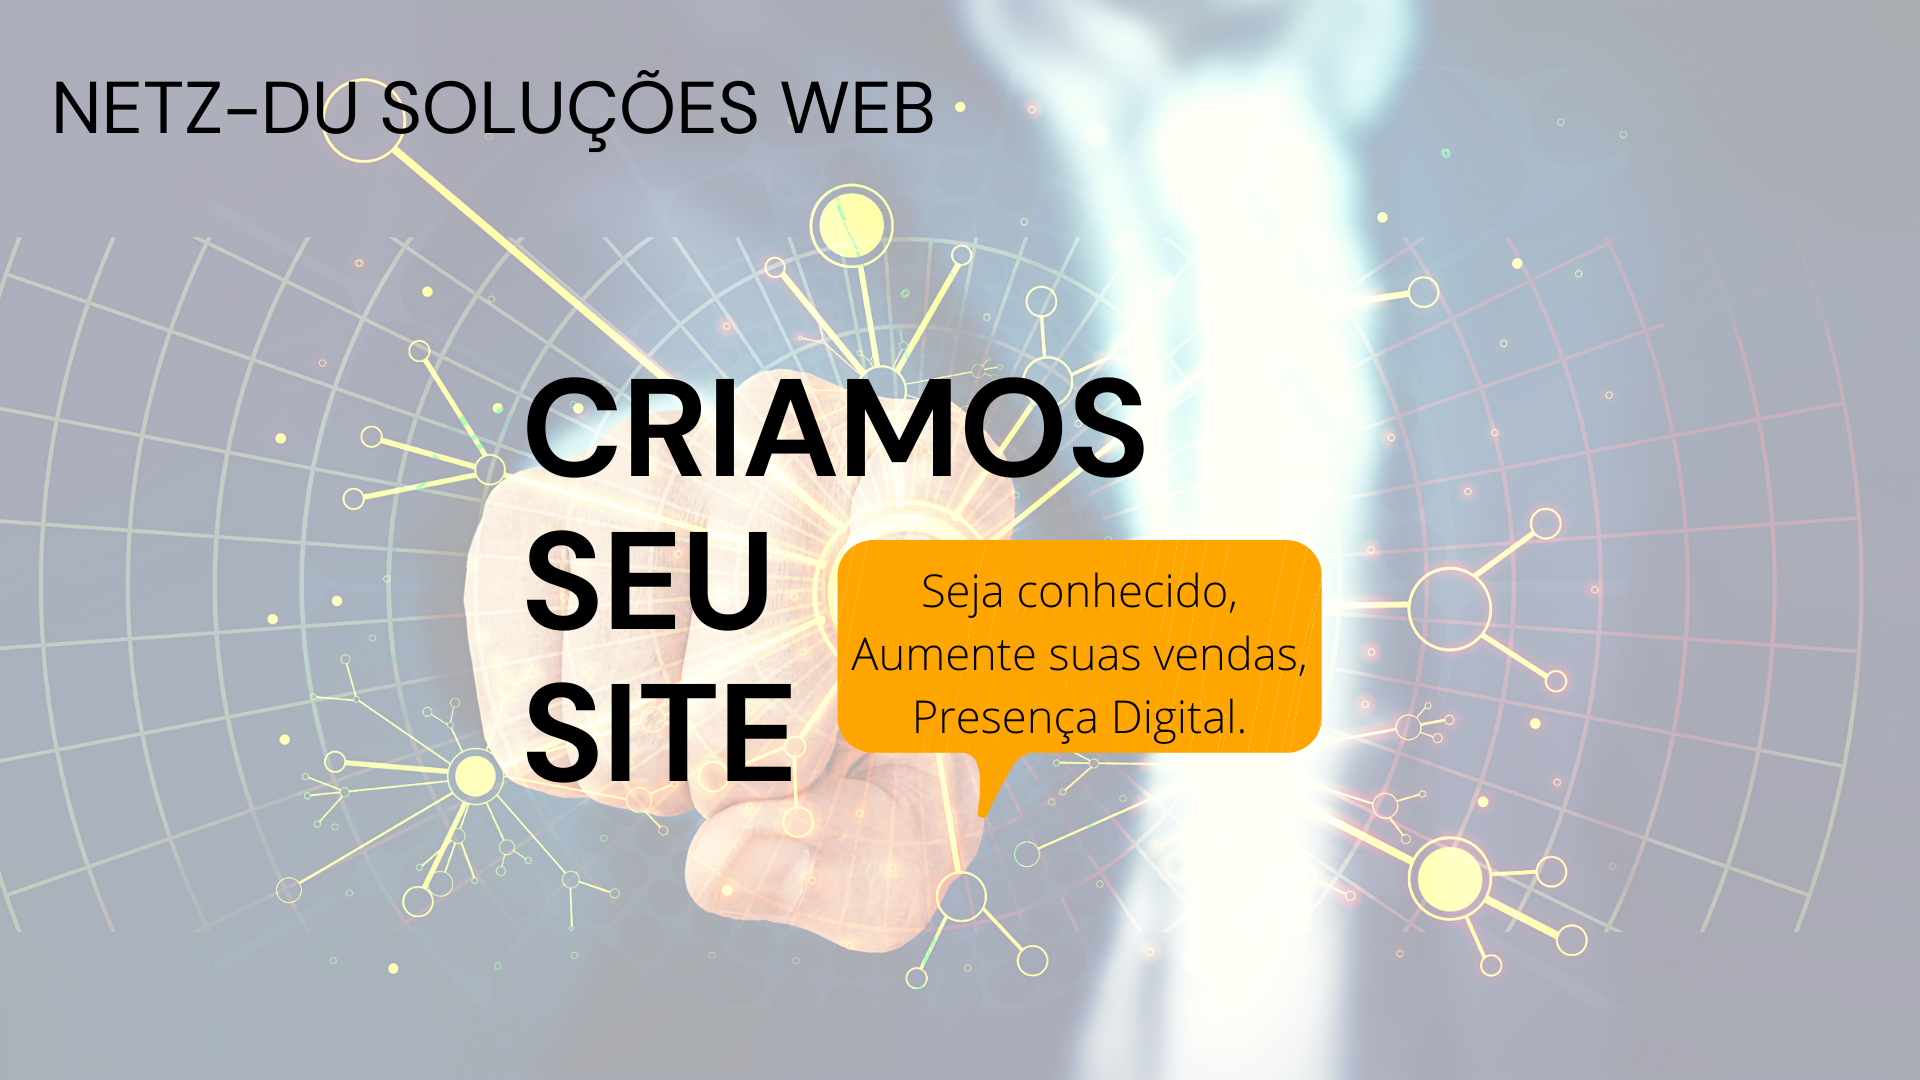 NETZ-DU SOLUÇÕES WEB
CRIAMOS
SEU
SITE
Seja conhecido,
Aumente suas vendas,
Presença Digital.